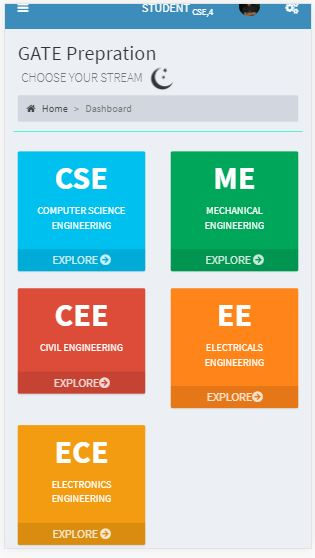 STUDENT CSE,4
GATE Prepration
CHOOSE YOUR STREAM
Home > Dashboard
CSE
COMPUTER SCIENCE
ENGINEERING
EXPLORE
ME
MECHANICAL
ENGINEERING
EXPLORE
CEE
CIVIL ENGINEERING
EXPLORE
EE
ELECTRICALS
ENGINEERING
EXPLORE
ECE
ELECTRONICS
ENGINEERING
EXPLORE